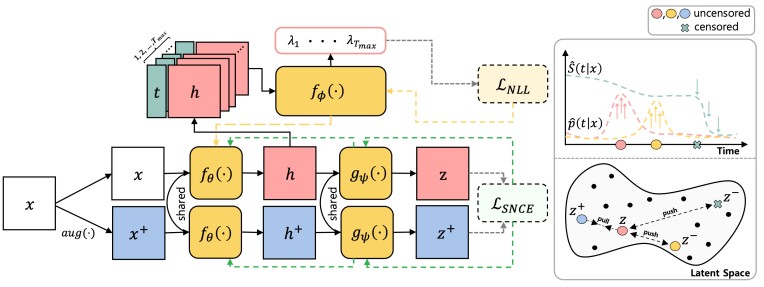 uncensored
censored
1, 2, ..., T_max
t
h
λ_1 · · · λ_{T_max}
f_ϕ(·)
ℒ_NLL
Ŝ(t|x)
p̂(t|x)
Time
x
aug(·)
x
f_θ(·)
h
g_ψ(·)
z
shared
shared
ℒ_SNCE
x⁺
f_θ(·)
h⁺
g_ψ(·)
z⁺
z⁺
pull
z
push
z⁻
push
z⁻
Latent Space